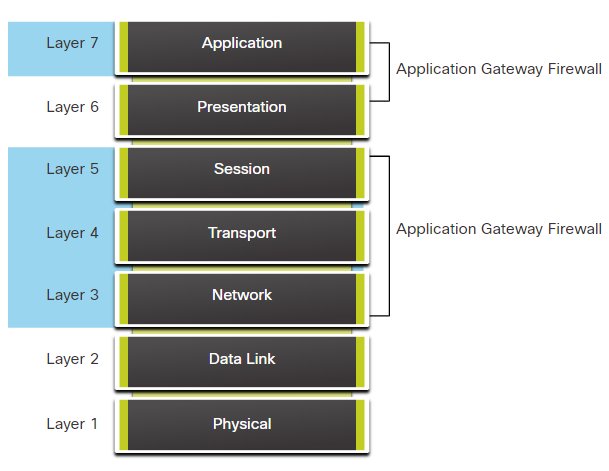 Layer 7 Application
Application Gateway Firewall
Layer 6 Presentation
Layer 5 Session
Layer 4 Transport
Application Gateway Firewall
Layer 3 Network
Layer 2 Data Link
Layer 1 Physical